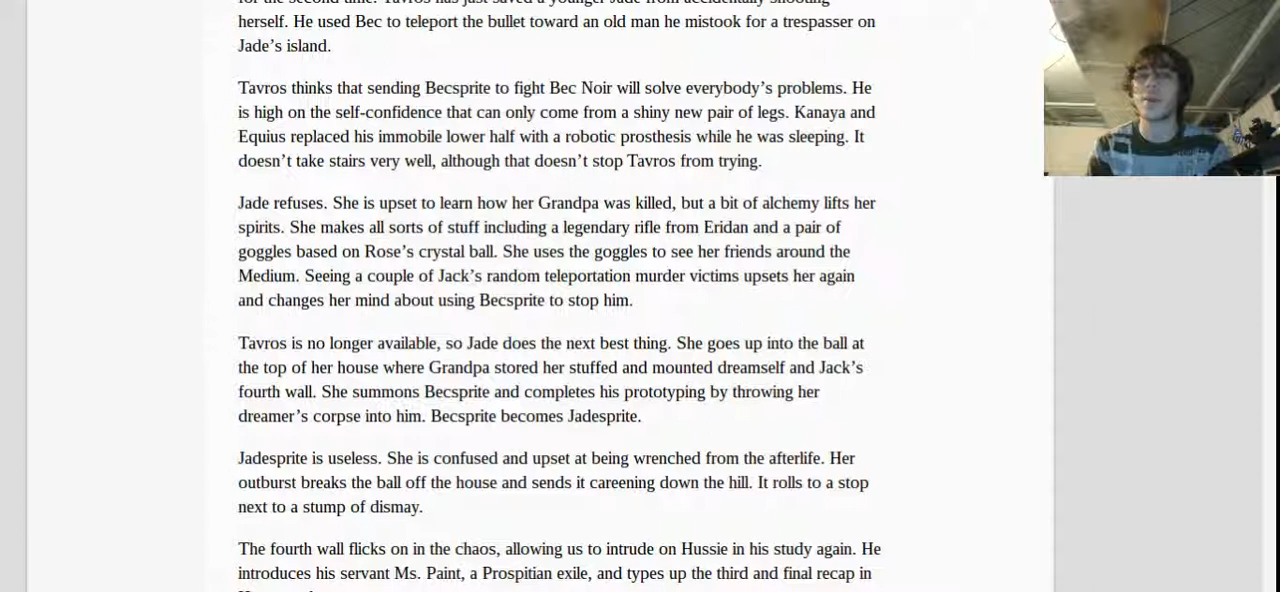 for the second time. Tavros has just saved a younger Jade from accidentally shooting
herself. He used Bec to teleport the bullet toward an old man he mistook for a trespasser on
Jade’s island.
Tavros thinks that sending Becsprite to fight Bec Noir will solve everybody’s problems. He
is high on the self-confidence that can only come from a shiny new pair of legs. Kanaya and
Equius replaced his immobile lower half with a robotic prosthesis while he was sleeping. It
doesn’t take stairs very well, although that doesn’t stop Tavros from trying.
Jade refuses. She is upset to learn how her Grandpa was killed, but a bit of alchemy lifts her
spirits. She makes all sorts of stuff including a legendary rifle from Eridan and a pair of
goggles based on Rose’s crystal ball. She uses the goggles to see her friends around the
Medium. Seeing a couple of Jack’s random teleportation murder victims upsets her again
and changes her mind about using Becsprite to stop him.
Tavros is no longer available, so Jade does the next best thing. She goes up into the ball at
the top of her house where Grandpa stored her stuffed and mounted dreamself and Jack’s
fourth wall. She summons Becsprite and completes his prototyping by throwing her
dreamer’s corpse into him. Becsprite becomes Jadesprite.
Jadesprite is useless. She is confused and upset at being wrenched from the afterlife. Her
outburst breaks the ball off the house and sends it careening down the hill. It rolls to a stop
next to a stump of dismay.
The fourth wall flicks on in the chaos, allowing us to intrude on Hussie in his study again. He
introduces his servant Ms. Paint, a Prospitian exile, and types up the third and final recap in